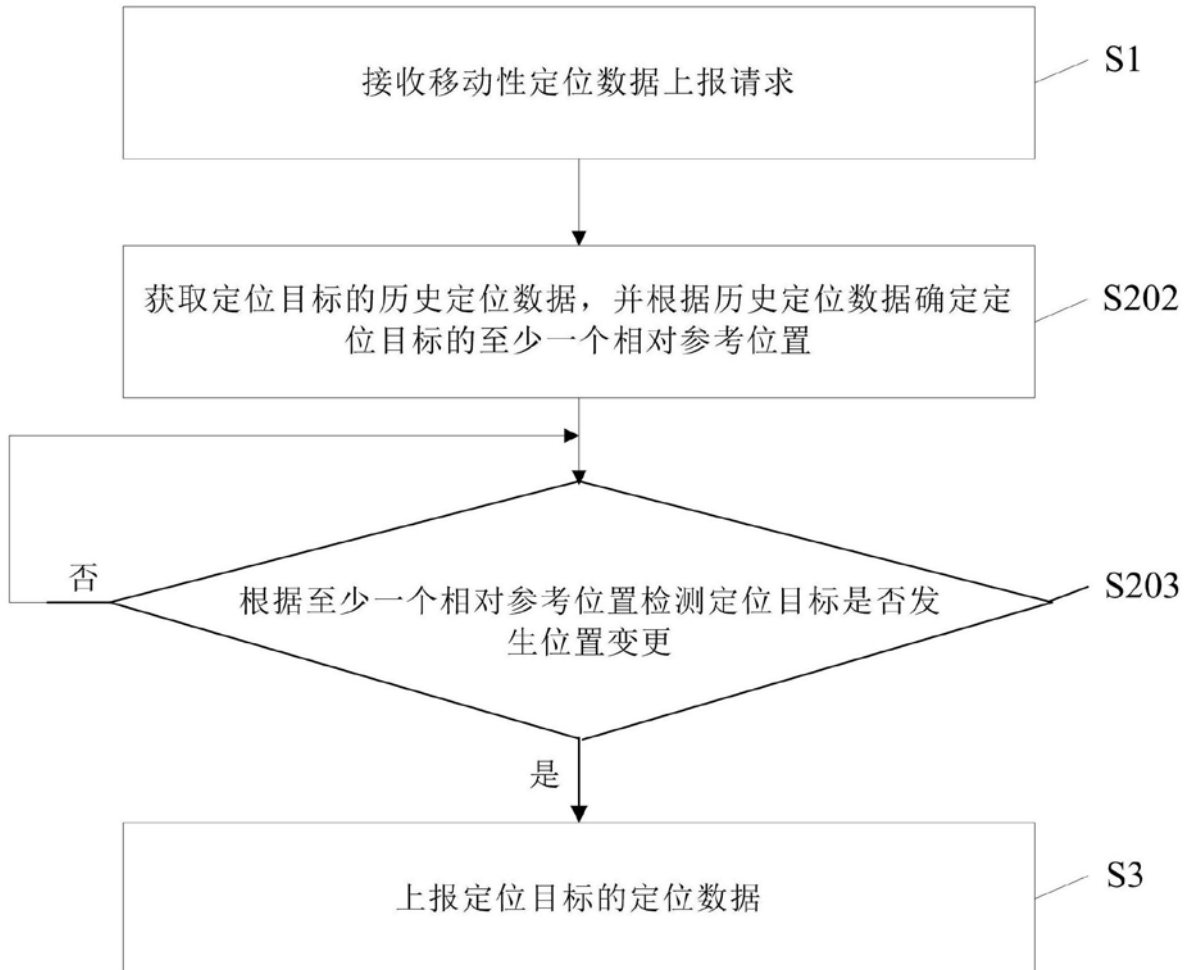 接收移动性定位数据上报请求
S1
获取定位目标的历史定位数据，并根据历史定位数据确定定
位目标的至少一个相对参考位置
S202
否
根据至少一个相对参考位置检测定位目标是否发
生位置变更
S203
是
上报定位目标的定位数据
S3